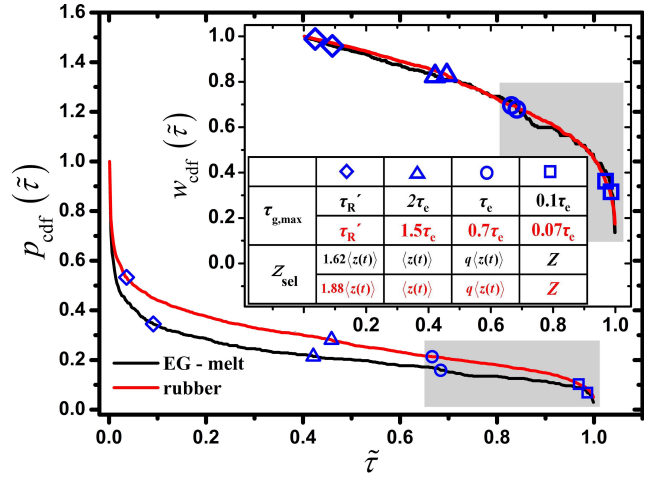 1.6
1.4
1.2
1.0
0.8
0.6
0.4
0.2
0.0
p_cdf (τ̃)
0.0 0.2 0.4 0.6 0.8 1.0
τ̃
EG - melt
rubber
1.0
0.8
0.6
0.4
0.2
0.0
w_cdf (τ̃)
0.2 0.4 0.6 0.8 1.0
τ_g,max τ_R´ 2τ_e τ_e 0.1τ_e
τ_R´ 1.5τ_e 0.7τ_e 0.07τ_e
Z_sel 1.62⟨z(t)⟩ ⟨z(t)⟩ q⟨z(t)⟩ Z
1.88⟨z(t)⟩ ⟨z(t)⟩ q⟨z(t)⟩ Z